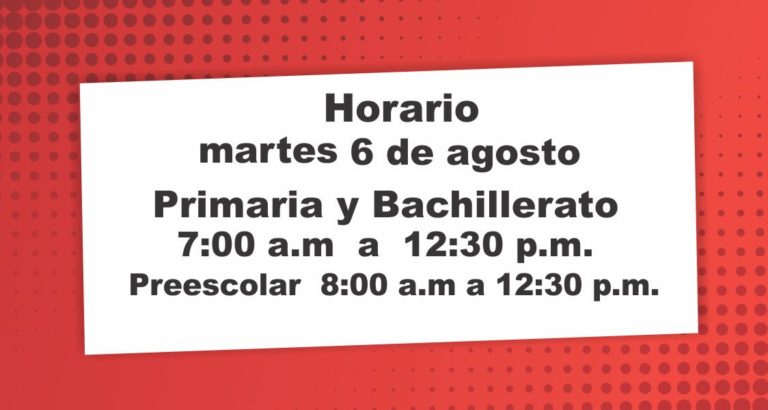 Horario
martes 6 de agosto
Primaria y Bachillerato
7:00 a.m a 12:30 p.m.
Preescolar 8:00 a.m a 12:30 p.m.